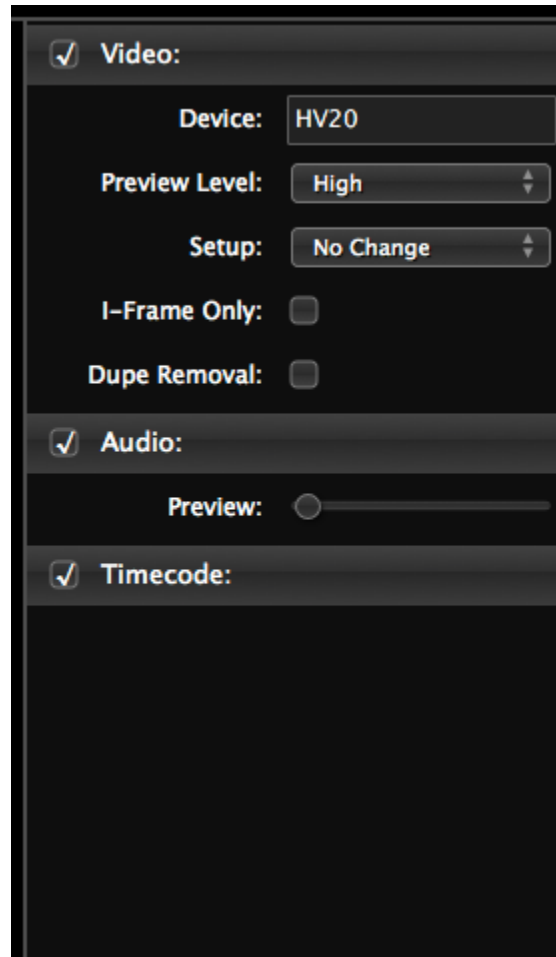 Video:
Device: HV20
Preview Level: High
Setup: No Change
I-Frame Only:
Dupe Removal:
Audio:
Preview:
Timecode: